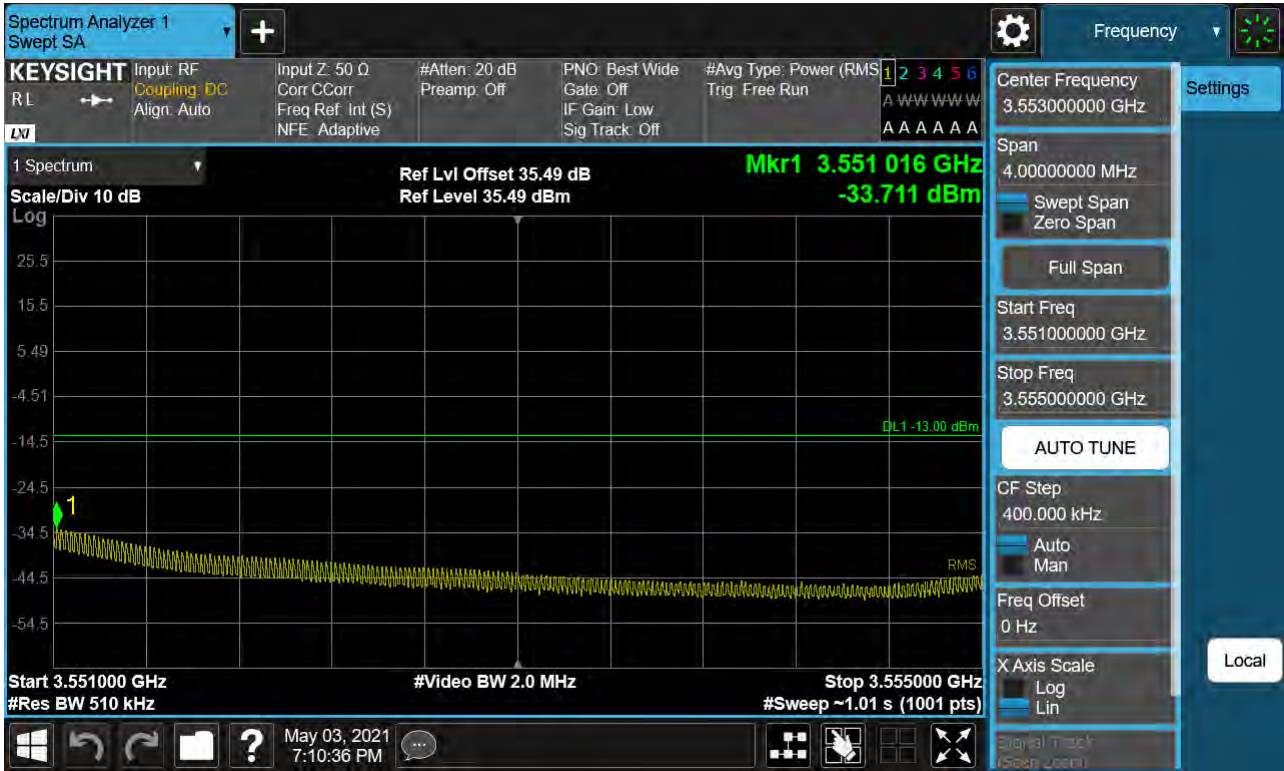 Spectrum Analyzer 1
Swept SA
+
Frequency
KEYSIGHT
RL
LXI
Input: RF
Coupling: DC
Align: Auto
Input Z: 50 Ω
Corr CCorr
Freq Ref: Int (S)
NFE: Adaptive
#Atten: 20 dB
Preamp: Off
PNO: Best Wide
Gate: Off
IF Gain: Low
Sig Track: Off
#Avg Type: Power (RMS
Trig: Free Run
1 2 3 4 5 6
A W W W W W
A A A A A A
1 Spectrum
Scale/Div 10 dB
Log
Ref Lvl Offset 35.49 dB
Ref Level 35.49 dBm
Mkr1 3.551 016 GHz
-33.711 dBm
25.5
15.5
5.49
-4.51
DL1 -13.00 dBm
-14.5
-24.5
1
-34.5
RMS
-44.5
-54.5
Start 3.551000 GHz
#Res BW 510 kHz
#Video BW 2.0 MHz
Stop 3.555000 GHz
#Sweep ~1.01 s (1001 pts)
May 03, 2021
7:10:36 PM
?
Center Frequency
3.553000000 GHz
Settings
Span
4.00000000 MHz
Swept Span
Zero Span
Full Span
Start Freq
3.551000000 GHz
Stop Freq
3.555000000 GHz
AUTO TUNE
CF Step
400.000 kHz
Auto
Man
Freq Offset
0 Hz
X Axis Scale
Log
Lin
Local
Signal Track
(Span Zoom)